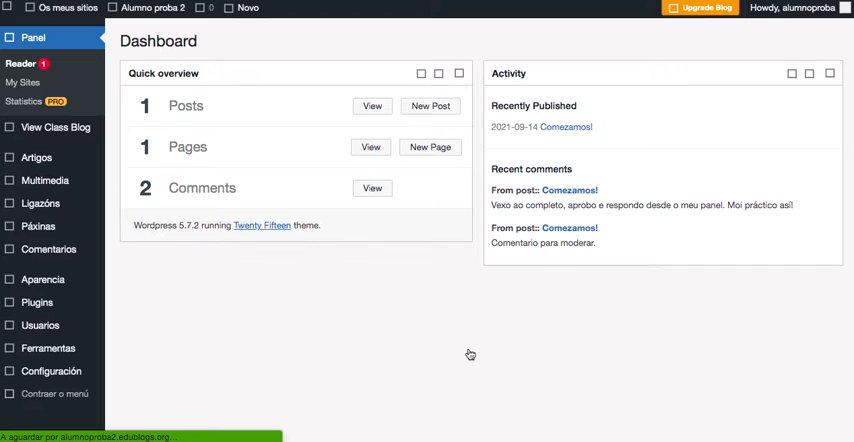 Os meus sitios Alumno proba 2 0 Novo Upgrade Blog Howdy, alumnoproba
Panel
Reader 1
My Sites
Statistics PRO
View Class Blog
Artigos
Multimedia
Ligazóns
Páxinas
Comentarios
Aparencia
Plugins
Usuarios
Ferramentas
Configuración
Contraer o menú
Dashboard
Quick overview
1 Posts View New Post
1 Pages View New Page
2 Comments View
Wordpress 5.7.2 running Twenty Fifteen theme.
Activity
Recently Published
2021-09-14 Comezamos!
Recent comments
From post:: Comezamos!
Vexo ao completo, aprobo e respondo desde o meu panel. Moi práctico así!
From post:: Comezamos!
Comentario para moderar.
A aguardar por alumnoproba2.edublogs.org...